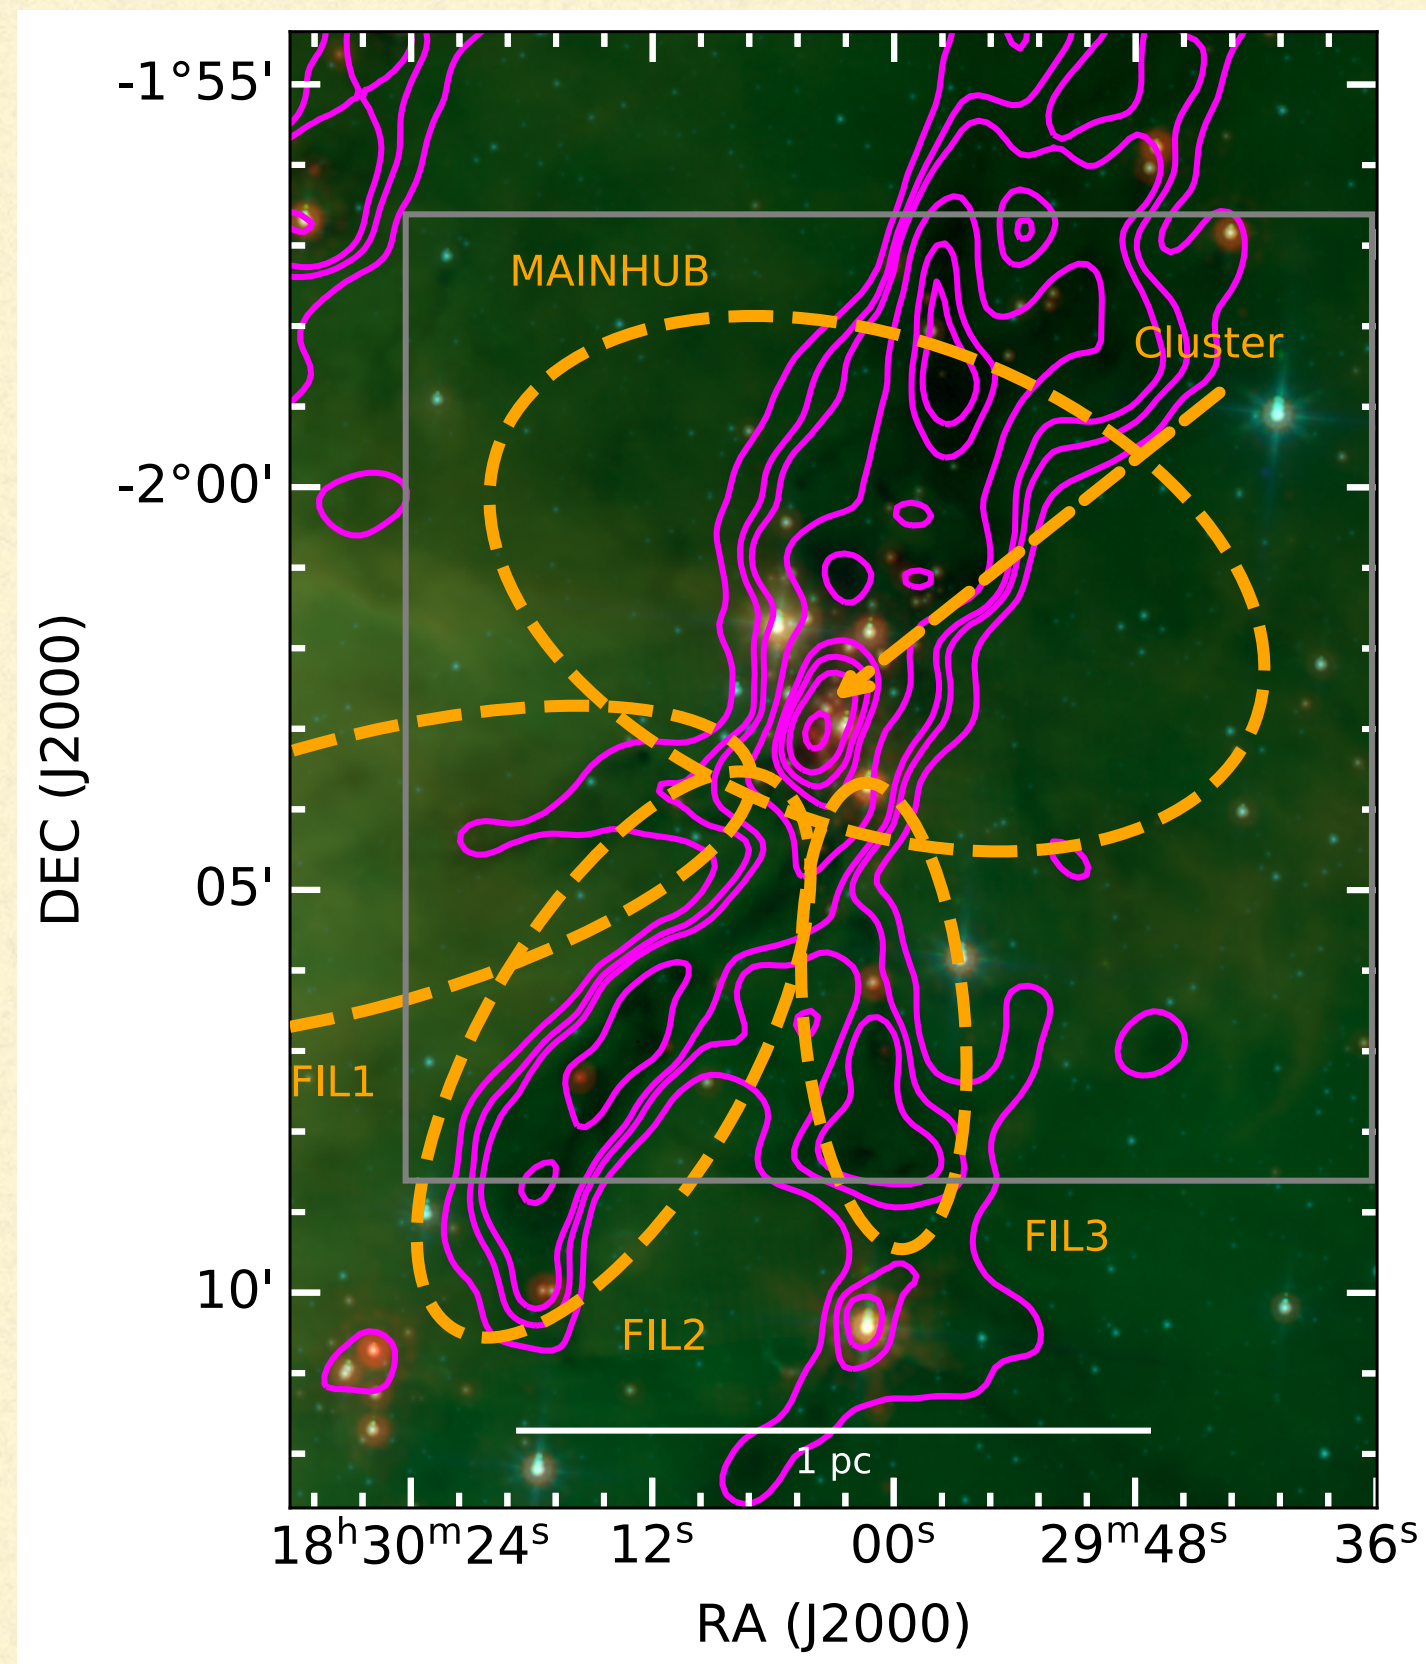 -1°55'
MAINHUB
Cluster
-2°00'
DEC (J2000)
05'
FIL1
FIL3
10'
FIL2
1 pc
18ʰ30ᵐ24ˢ 12ˢ 00ˢ 29ᵐ48ˢ 36ˢ
RA (J2000)